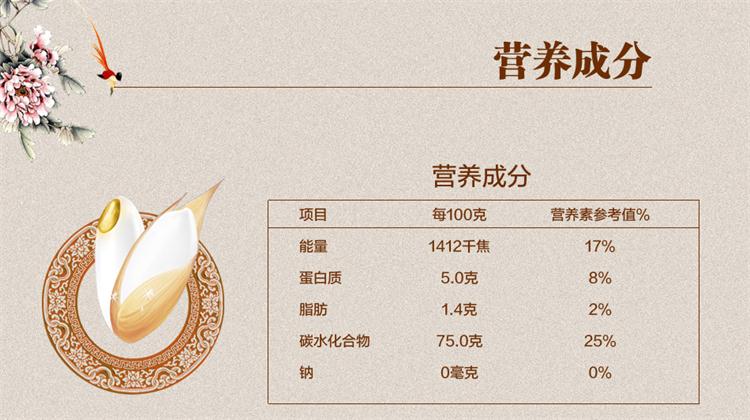 营养成分
营养成分
项目 每100克 营养素参考值%
能量 1412千焦 17%
蛋白质 5.0克 8%
脂肪 1.4克 2%
碳水化合物 75.0克 25%
钠 0毫克 0%